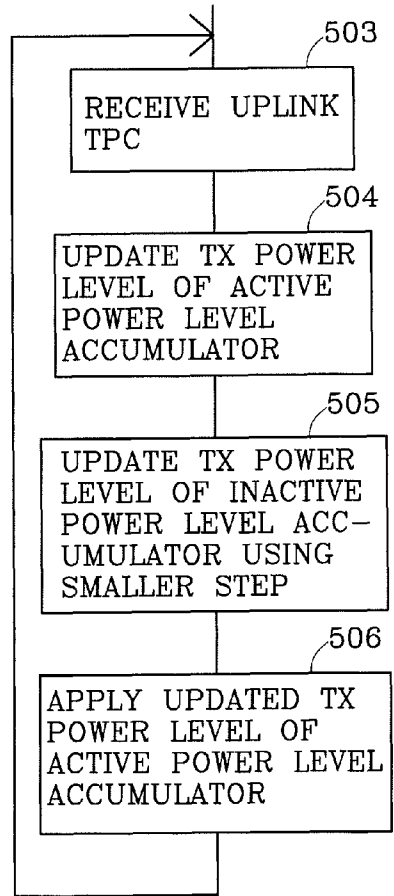 503
RECEIVE UPLINK
TPC
504
UPDATE TX POWER
LEVEL OF ACTIVE
POWER LEVEL
ACCUMULATOR
505
UPDATE TX POWER
LEVEL OF INACTIVE
POWER LEVEL ACC-
UMULATOR USING
SMALLER STEP
506
APPLY UPDATED TX
POWER LEVEL OF
ACTIVE POWER LEVEL
ACCUMULATOR